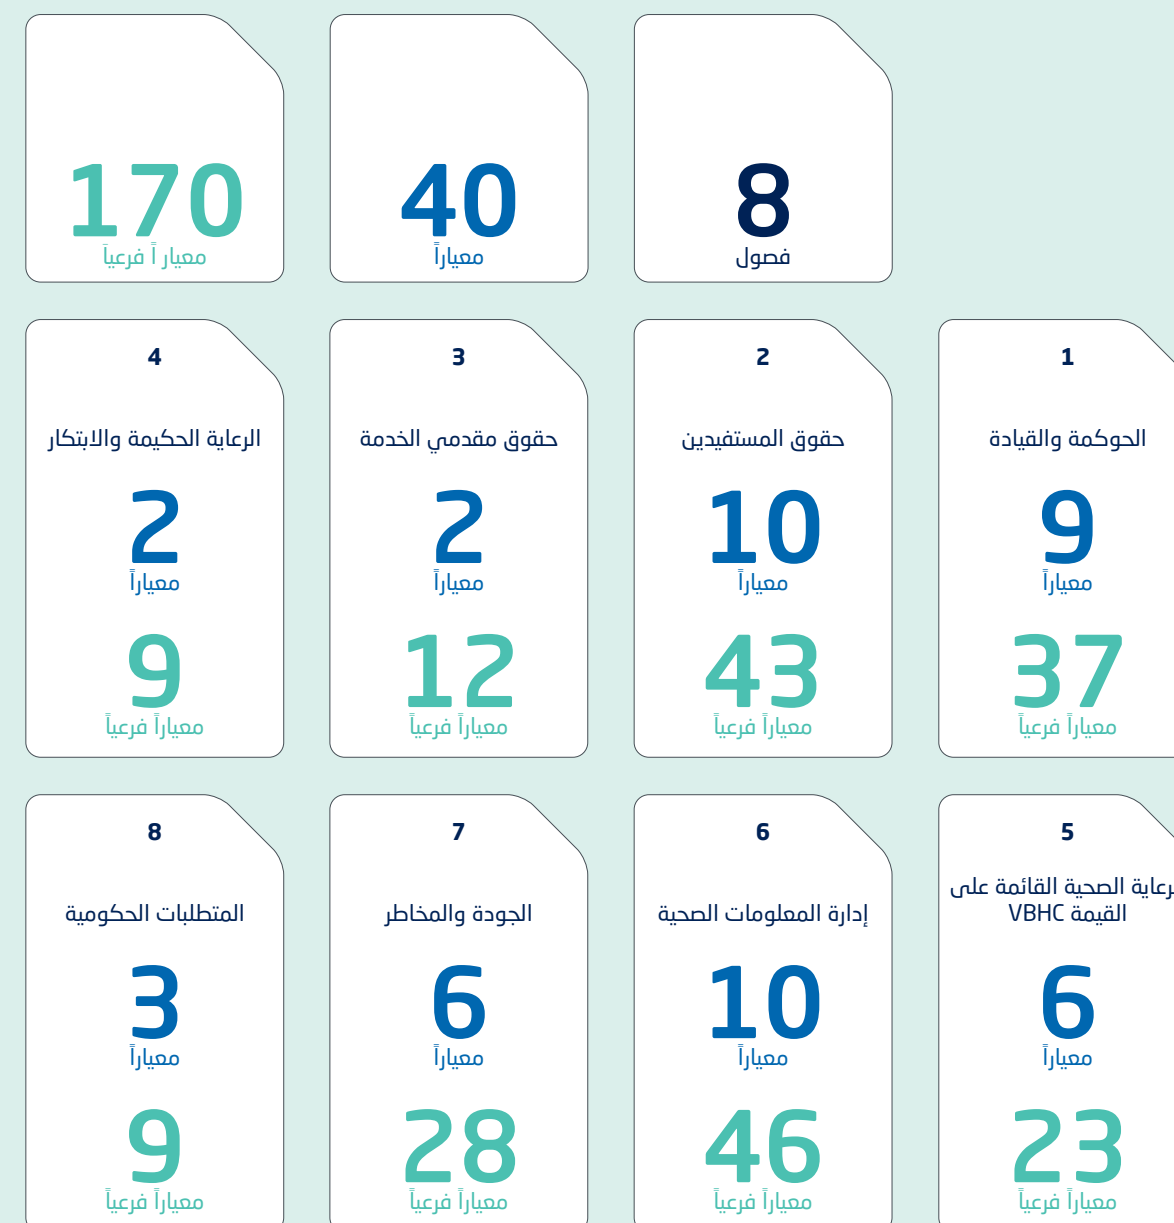 8
فصول
40
معياراً
170
معيار اً فرعياً
1
الحوكمة والقيادة
9
معياراً
37
معياراً فرعياً
2
حقوق المستفيدين
10
معياراً
43
معياراً فرعياً
3
حقوق مقدمي الخدمة
2
معياراً
12
معياراً فرعياً
4
الرعاية الحكيمة والابتكار
2
معياراً
9
معياراً فرعياً
5
الصحية القائمة على
القيمة VBHC
6
معياراً
23
معياراً فرعياً
6
إدارة المعلومات الصحية
10
معياراً
46
معياراً فرعياً
7
الجودة والمخاطر
6
معياراً
28
معياراً فرعياً
8
المتطلبات الحكومية
3
معياراً
9
معياراً فرعياً